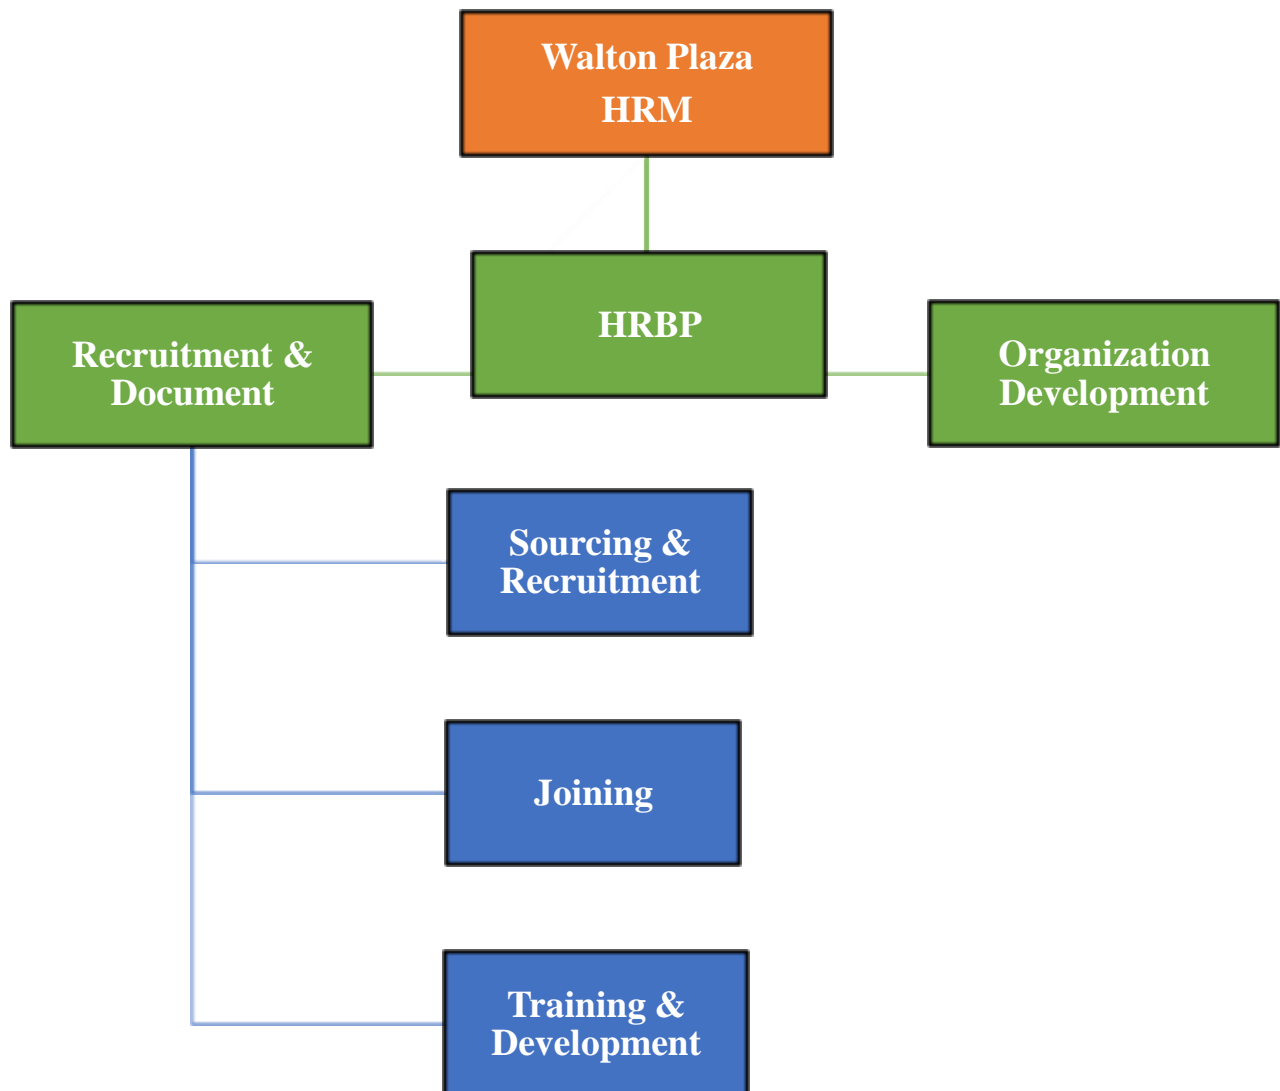 Walton Plaza
HRM
HRBP
Recruitment &
Document
Organization
Development
Sourcing &
Recruitment
Joining
Training &
Development